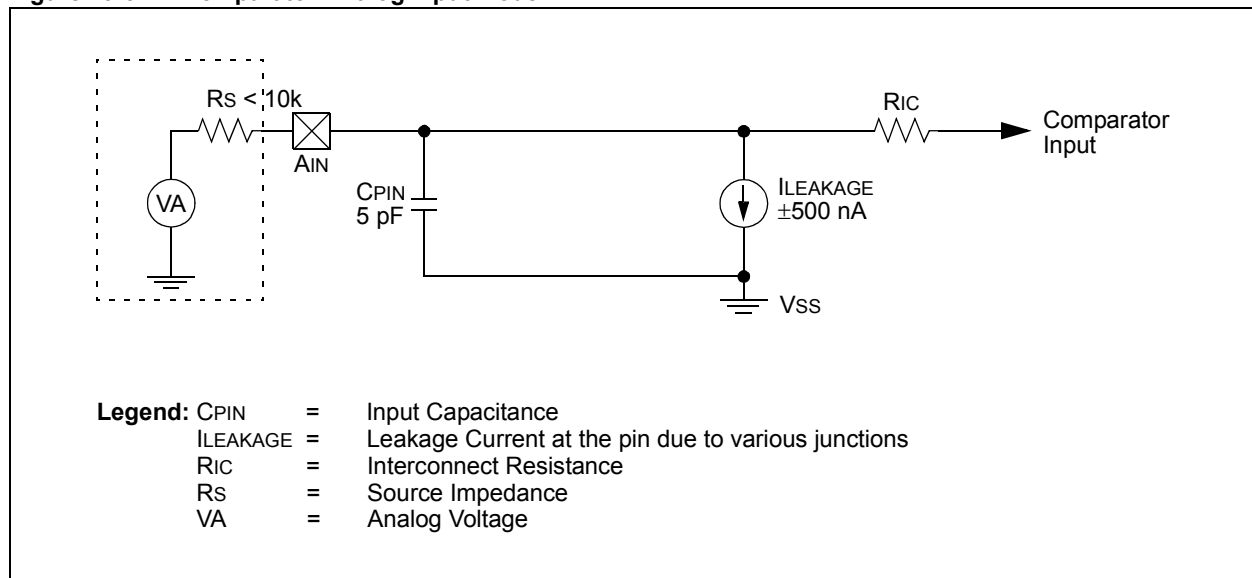 Rs < 10k
AIN
VA
CPIN
5 pF
ILEAKAGE
±500 nA
RIC
Comparator
Input
VSS
Legend: CPIN = Input Capacitance
ILEAKAGE = Leakage Current at the pin due to various junctions
RIC = Interconnect Resistance
RS = Source Impedance
VA = Analog Voltage